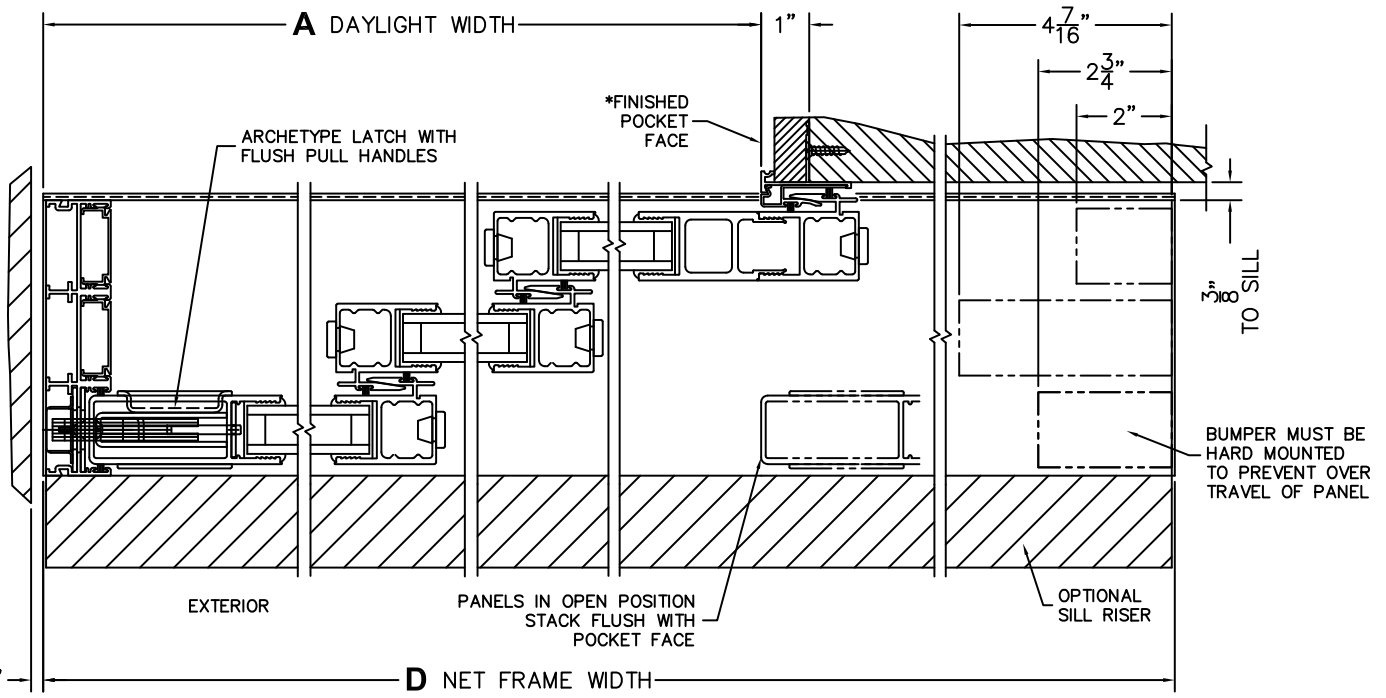 A DAYLIGHT WIDTH
1"
4 7/16"
2 3/4"
2"
*FINISHED
POCKET
FACE
ARCHETYPE LATCH WITH
FLUSH PULL HANDLES
3/8"
TO SILL
BUMPER MUST BE
HARD MOUNTED
TO PREVENT OVER
TRAVEL OF PANEL
EXTERIOR
PANELS IN OPEN POSITION
STACK FLUSH WITH
POCKET FACE
OPTIONAL
SILL RISER
D NET FRAME WIDTH